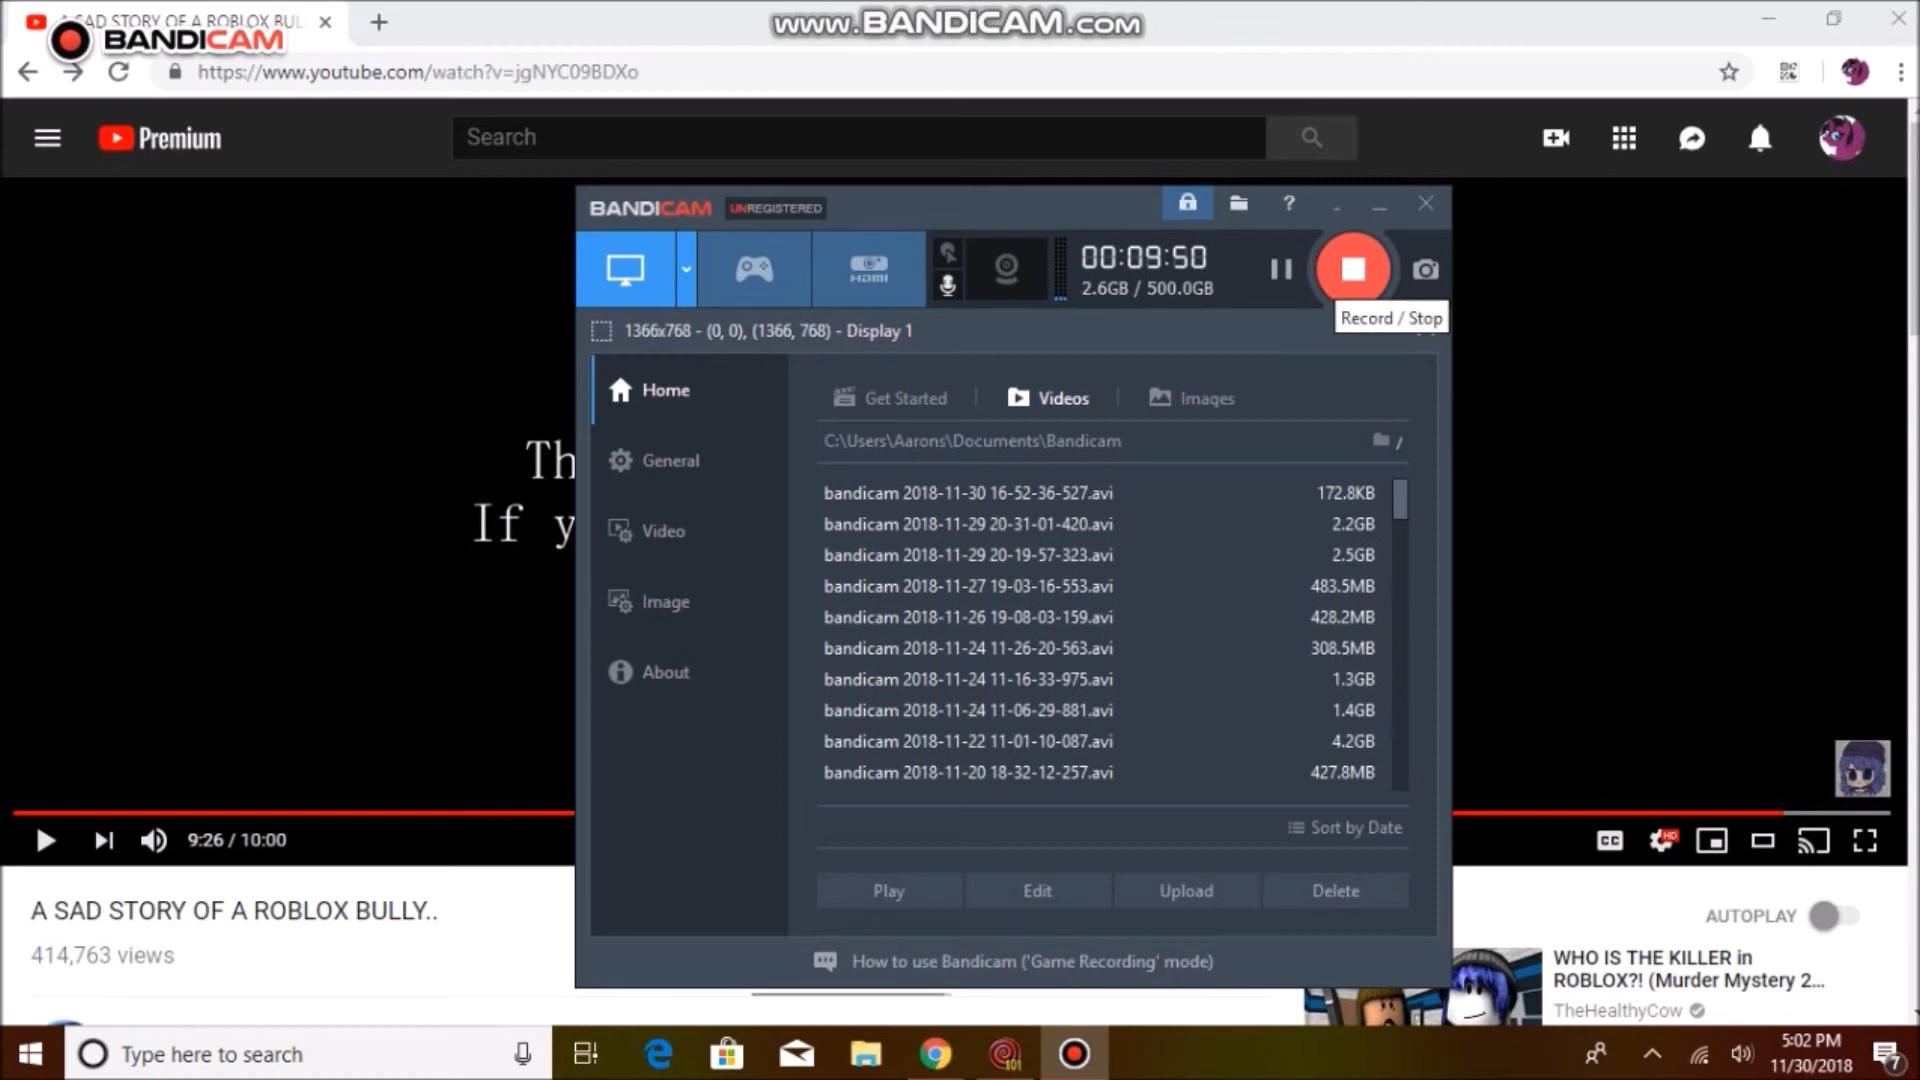 A SAD STORY OF A ROBLOX BUL
BANDICAM
www.BANDICAM.com
https://www.youtube.com/watch?v=jgNYC09BDXo
Premium
Search
BANDICAM UNREGISTERED
?
HDMI
00:09:50
2.6GB / 500.0GB
Record / Stop
1366x768 - (0, 0), (1366, 768) - Display 1
Home
General
Video
Image
About
Get Started
Videos
Images
C:\Users\Aarons\Documents\Bandicam
/
bandicam 2018-11-30 16-52-36-527.avi 172.8KB
bandicam 2018-11-29 20-31-01-420.avi 2.2GB
bandicam 2018-11-29 20-19-57-323.avi 2.5GB
bandicam 2018-11-27 19-03-16-553.avi 483.5MB
bandicam 2018-11-26 19-08-03-159.avi 428.2MB
bandicam 2018-11-24 11-26-20-563.avi 308.5MB
bandicam 2018-11-24 11-16-33-975.avi 1.3GB
bandicam 2018-11-24 11-06-29-881.avi 1.4GB
bandicam 2018-11-22 11-01-10-087.avi 4.2GB
bandicam 2018-11-20 18-32-12-257.avi 427.8MB
Sort by Date
Play Edit Upload Delete
How to use Bandicam ('Game Recording' mode)
Th
If y
9:26 / 10:00
CC
HD
A SAD STORY OF A ROBLOX BULLY..
414,763 views
AUTOPLAY
WHO IS THE KILLER in
ROBLOX?! (Murder Mystery 2...
TheHealthyCow
Type here to search
101
5:02 PM
11/30/2018
7